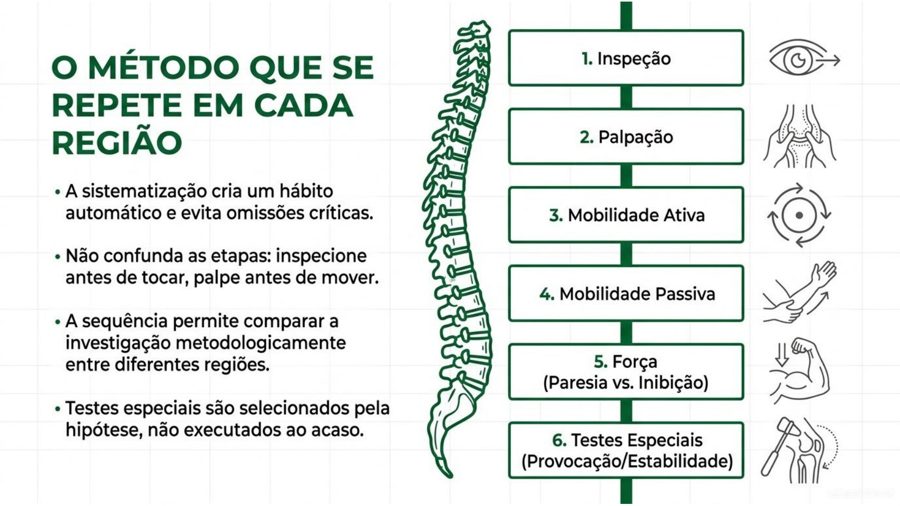 O MÉTODO QUE SE
REPETE EM CADA
REGIÃO
• A sistematização cria um hábito
automático e evita omissões críticas.
• Não confunda as etapas: inspecione
antes de tocar, palpe antes de mover.
• A sequência permite comparar a
investigação metodologicamente
entre diferentes regiões.
• Testes especiais são selecionados pela
hipótese, não executados ao acaso.
1. Inspeção
2. Palpação
3. Mobilidade Ativa
4. Mobilidade Passiva
5. Força
(Paresia vs. Inibição)
6. Testes Especiais
(Provocação/Estabilidade)